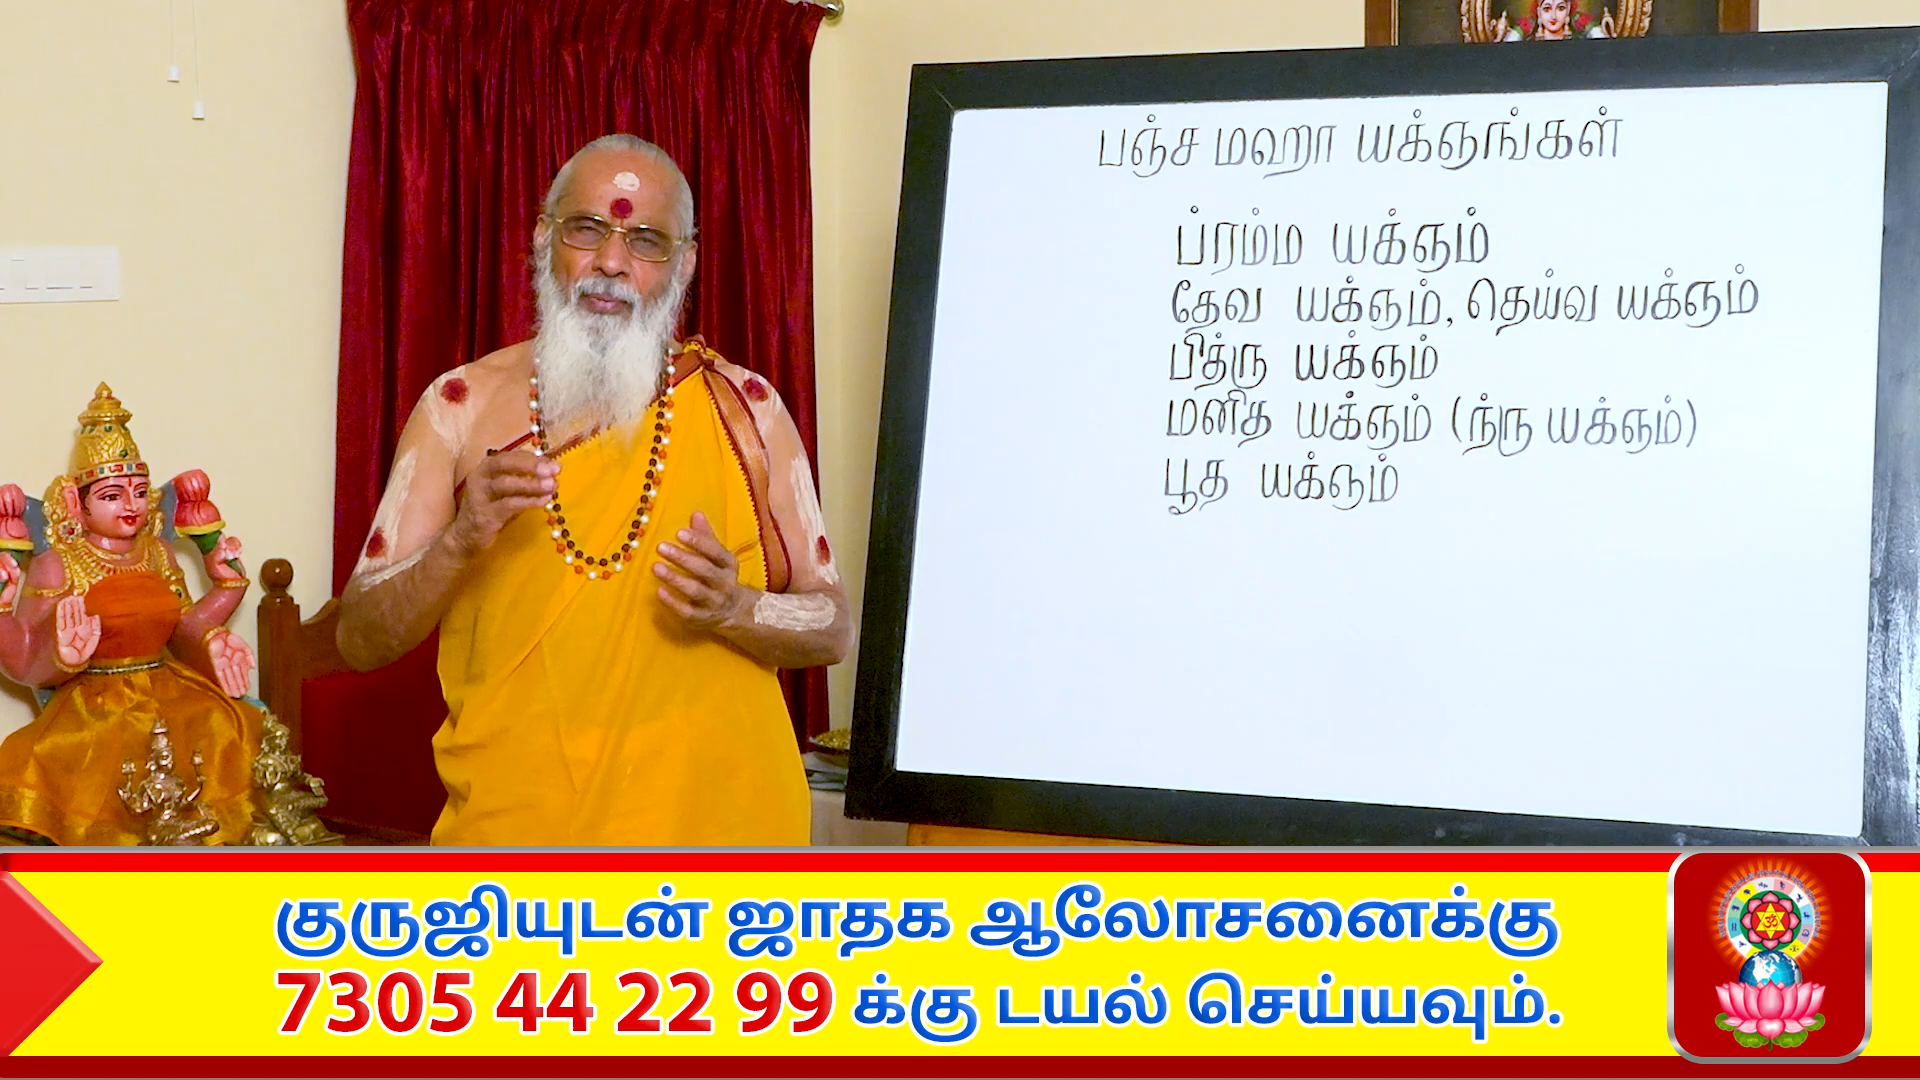 பஞ்ச மஹா யக்ஞங்கள்
ப்ரம்ம யக்ஞம்
தேவ யக்ஞம், தெய்வ யக்ஞம்
பித்ரு யக்ஞம்
மனித யக்ஞம் (ந்ரு யக்ஞம்)
பூத யக்ஞம்
குருஜியுடன் ஜாதக ஆலோசனைக்கு
7305 44 22 99 க்கு டயல் செய்யவும்.
ॐ